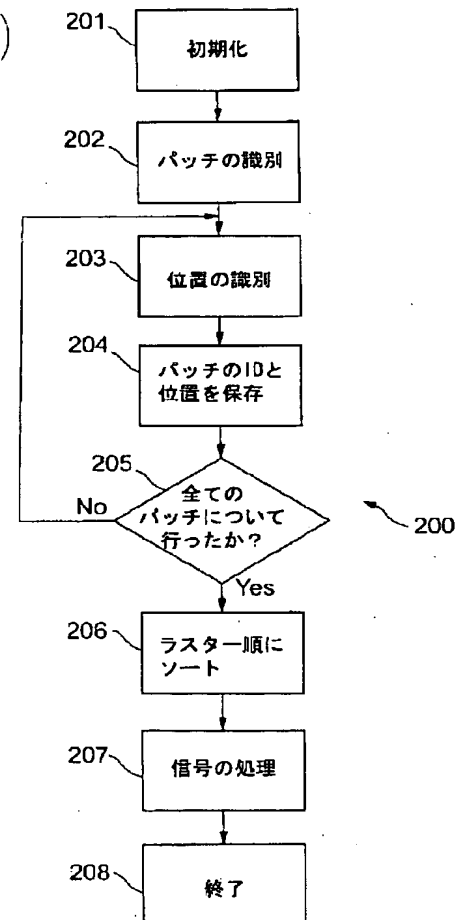 )
201
初期化
202
パッチの識別
203
位置の識別
204
パッチのIDと
位置を保存
205
全ての
パッチについて
行ったか?
No
200
Yes
206
ラスター順に
ソート
207
信号の処理
208
終了